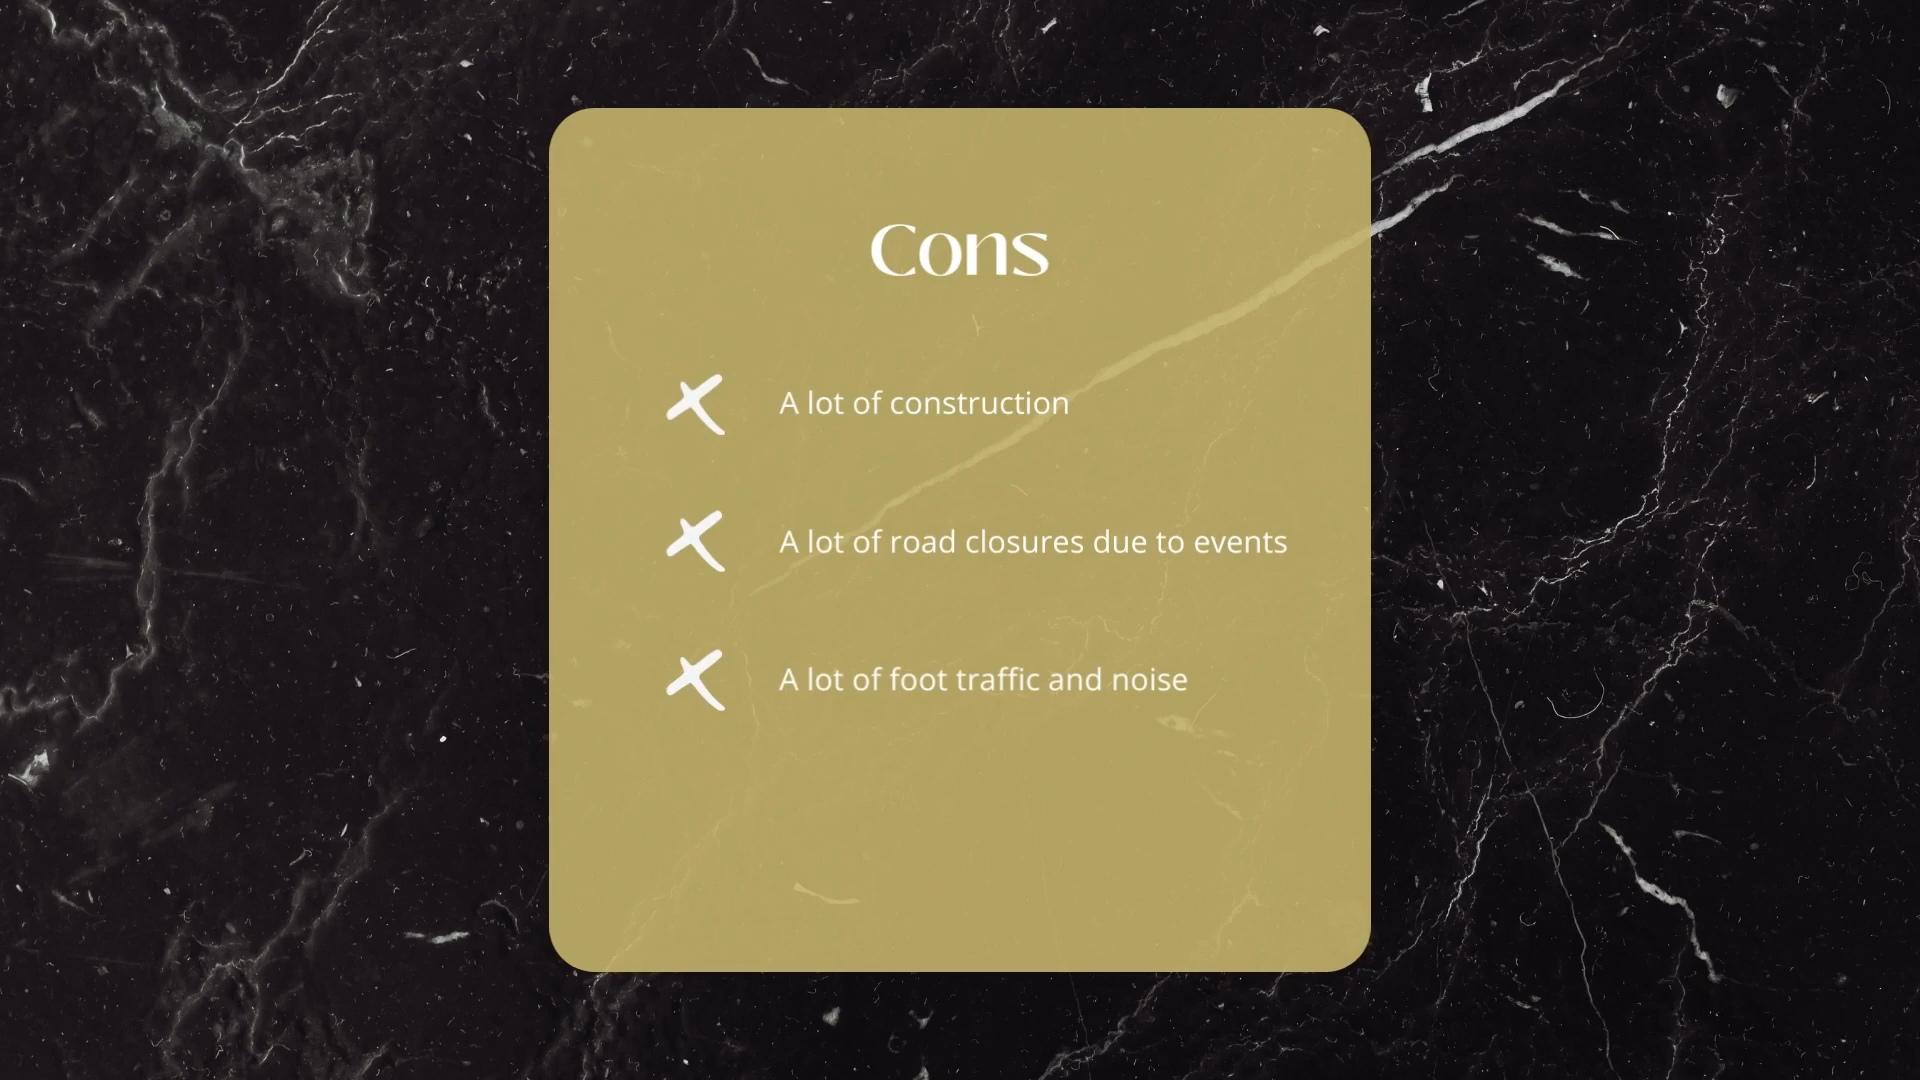 Cons
A lot of construction
A lot of road closures due to events
A lot of foot traffic and noise